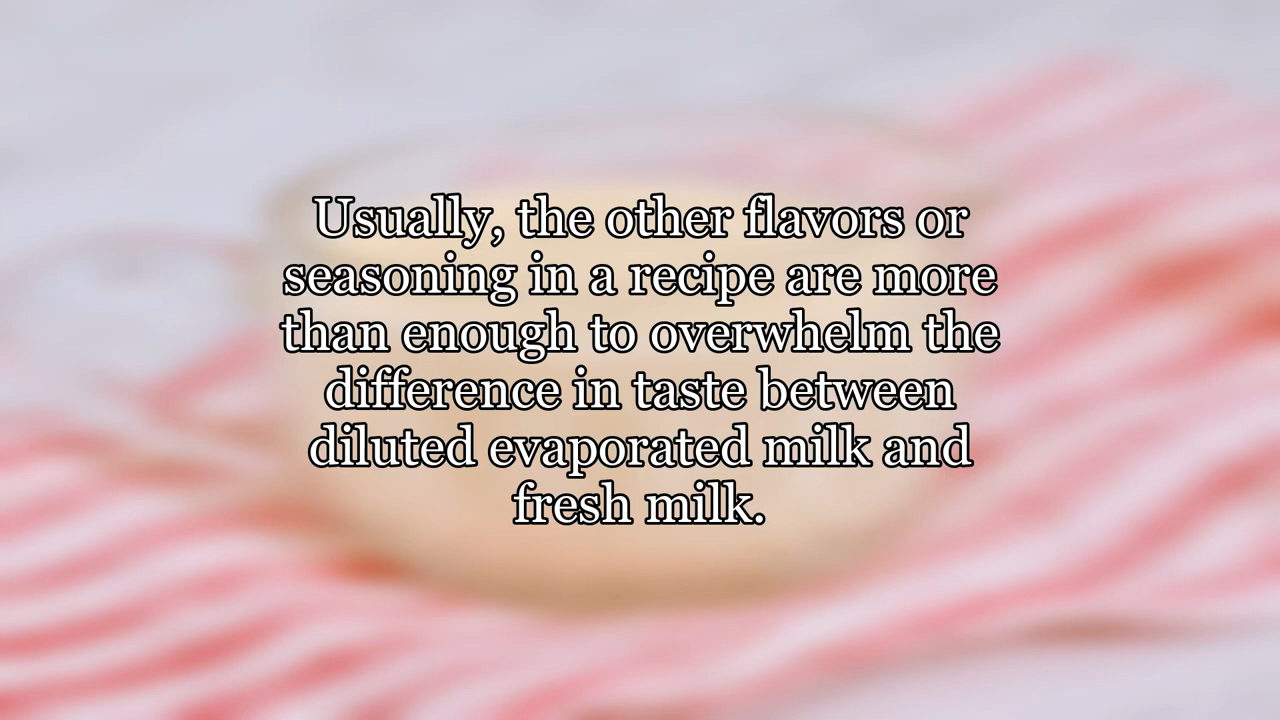 Usually, the other flavors or
seasoning in a recipe are more
than enough to overwhelm the
difference in taste between
diluted evaporated milk and
fresh milk.